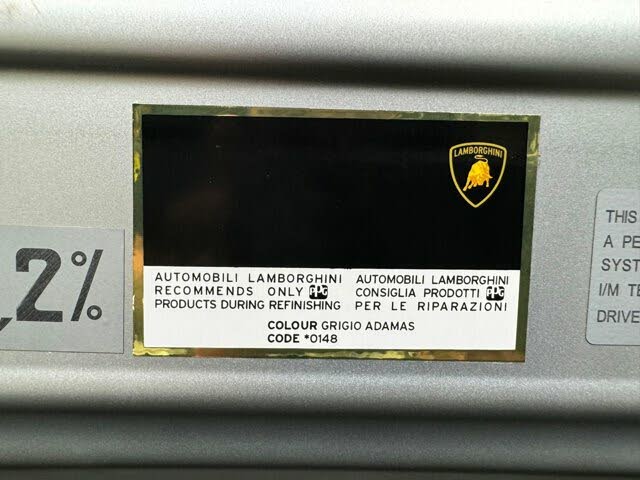 LAMBORGHINI
AUTOMOBILI LAMBORGHINI
RECOMMENDS ONLY PPG
PRODUCTS DURING REFINISHING
AUTOMOBILI LAMBORGHINI
CONSIGLIA PRODOTTI PPG
PER LE RIPARAZIONI
COLOUR GRIGIO ADAMAS
CODE *0148
,2%
THIS
A PE
SYST
I/M TE
DRIVE